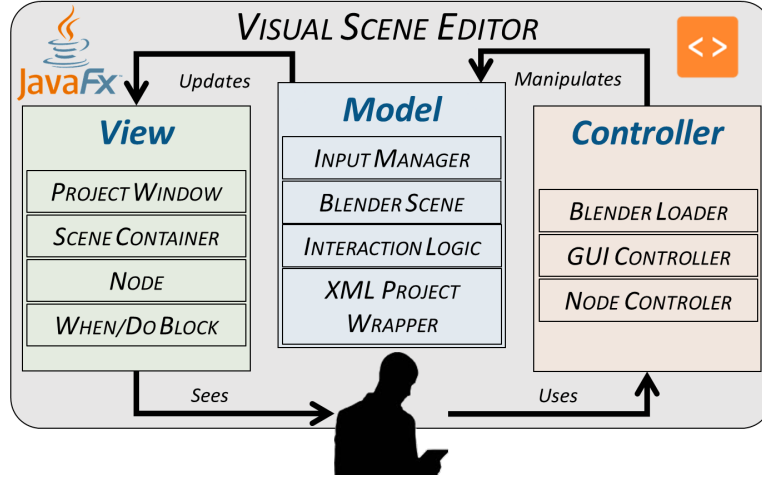 VISUAL SCENE EDITOR
< >
JavaFx
Updates
Manipulates
View
Model
Controller
PROJECT WINDOW
SCENE CONTAINER
NODE
WHEN/DO BLOCK
INPUT MANAGER
BLENDER SCENE
INTERACTION LOGIC
XML PROJECT
WRAPPER
BLENDER LOADER
GUI CONTROLLER
NODE CONTROLER
Sees
Uses